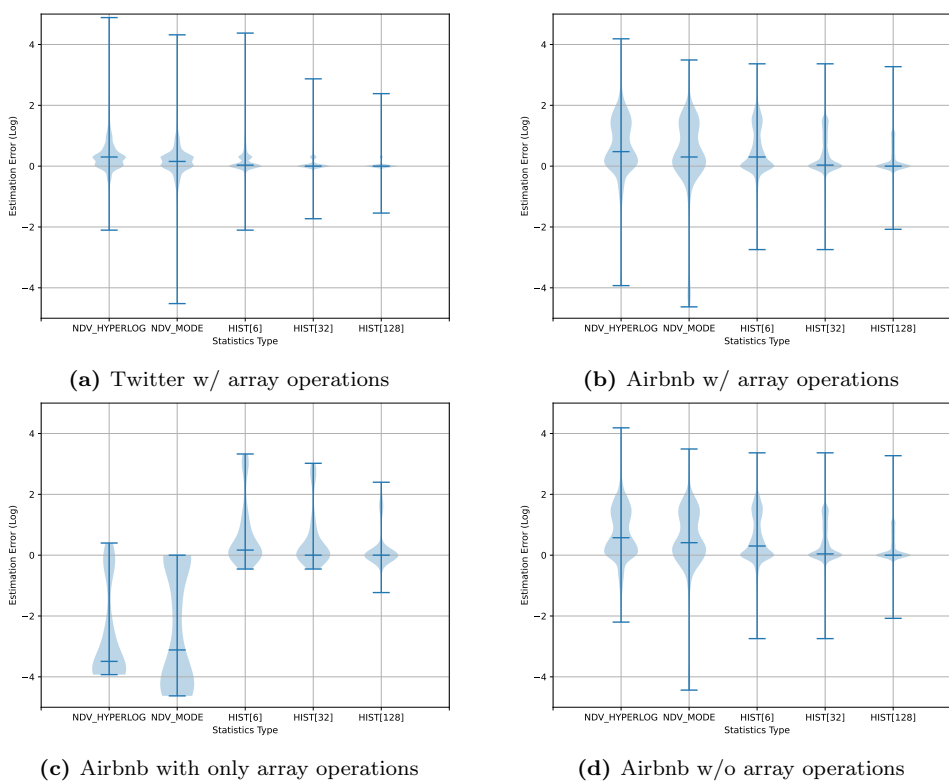 4
2
0
−2
−4
Estimation Error (Log)
NDV_HYPERLOG NDV_MODE HIST[6] HIST[32] HIST[128]
Statistics Type
(a) Twitter w/ array operations
4
2
0
−2
−4
Estimation Error (Log)
NDV_HYPERLOG NDV_MODE HIST[6] HIST[32] HIST[128]
Statistics Type
(b) Airbnb w/ array operations
4
2
0
−2
−4
Estimation Error (Log)
NDV_HYPERLOG NDV_MODE HIST[6] HIST[32] HIST[128]
Statistics Type
(c) Airbnb with only array operations
4
2
0
−2
−4
Estimation Error (Log)
NDV_HYPERLOG NDV_MODE HIST[6] HIST[32] HIST[128]
Statistics Type
(d) Airbnb w/o array operations